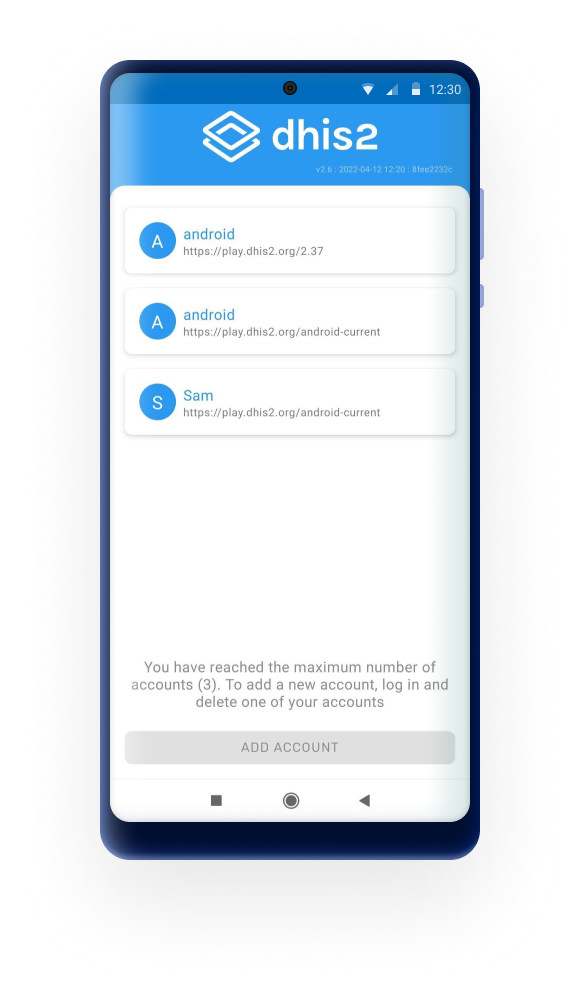 12:30
dhis2
v2.6 : 2022-04-12 12:20 : 8fee2232c
A
android
https://play.dhis2.org/2.37
A
android
https://play.dhis2.org/android-current
S
Sam
https://play.dhis2.org/android-current
You have reached the maximum number of
accounts (3). To add a new account, log in and
delete one of your accounts
ADD ACCOUNT